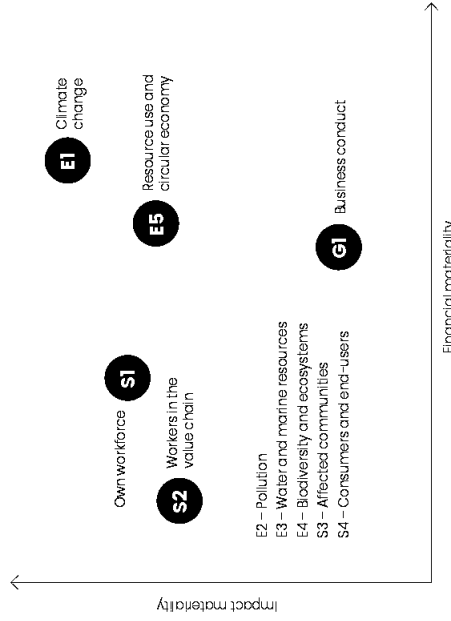 E1
Climate
change
E5
Resource use and
circular economy
S1
Own workforce
S2
Workers in the
value chain
G1
Business conduct
E2 – Pollution
E3 – Water and marine resources
E4 – Biodiversity and ecosystems
S3 – Affected communities
S4 – Consumers and end-users
Impact materiality
Financial materiality